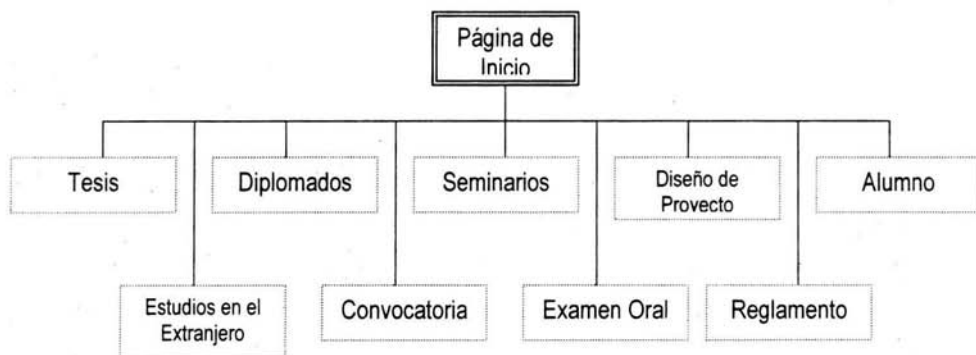 Página de
Inicio
Tesis
Diplomados
Seminarios
Diseño de
Proyecto
Alumno
Estudios en el
Extranjero
Convocatoria
Examen Oral
Reglamento